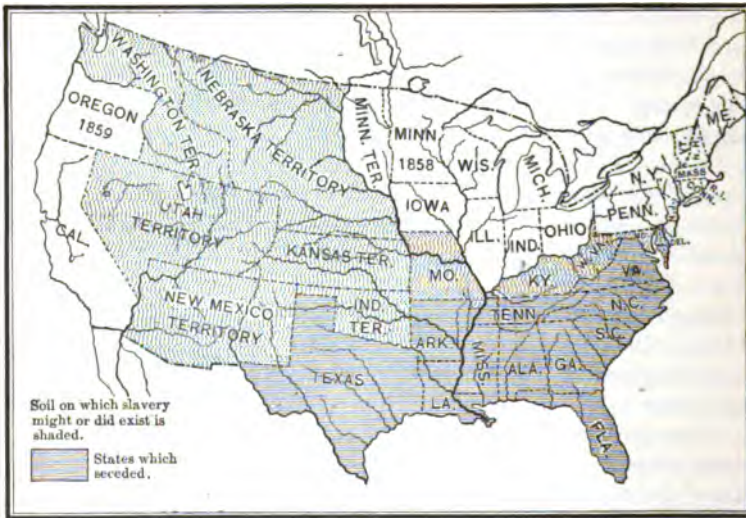 WASHINGTON TER.
NEBRASKA TERRITORY
OREGON
1859
MINN. TER.
MINN
1858
WIS.
MICH.
ME.
VT.
N.H.
MASS
N.Y.
R.I.
IOWA
PENN.
UTAH
TERRITORY
CAL.
ILL.
IND.
OHIO
DEL.
KANSAS TER.
MO.
KY.
VA.
NEW MEXICO
TERRITORY
IND.
TER.
TENN.
N.C.
ARK.
S.C.
TEXAS
MISS.
ALA.
GA.
LA.
FLA.
Soil on which slavery
might or did exist is
shaded.
States which
seceded.